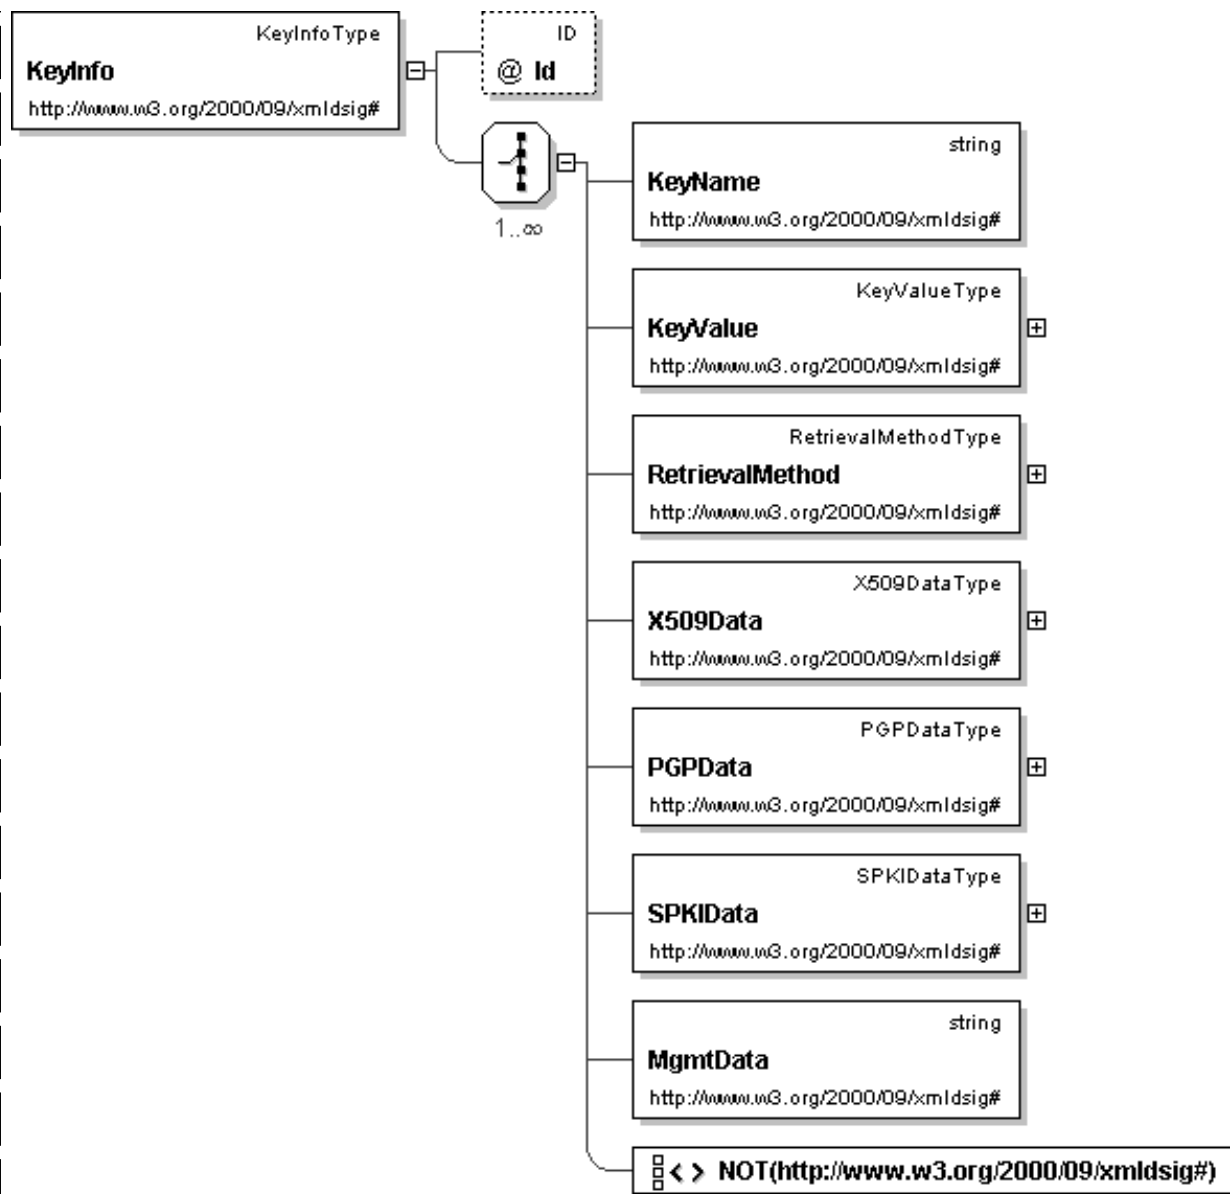 KeyInfoType
KeyInfo
http://www.w3.org/2000/09/xmldsig#
ID
@ Id
1..∞
string
KeyName
http://www.w3.org/2000/09/xmldsig#
KeyValueType
KeyValue
http://www.w3.org/2000/09/xmldsig#
RetrievalMethodType
RetrievalMethod
http://www.w3.org/2000/09/xmldsig#
X509DataType
X509Data
http://www.w3.org/2000/09/xmldsig#
PGPDataType
PGPData
http://www.w3.org/2000/09/xmldsig#
SPKIDataType
SPKIData
http://www.w3.org/2000/09/xmldsig#
string
MgmtData
http://www.w3.org/2000/09/xmldsig#
< > NOT(http://www.w3.org/2000/09/xmldsig#)